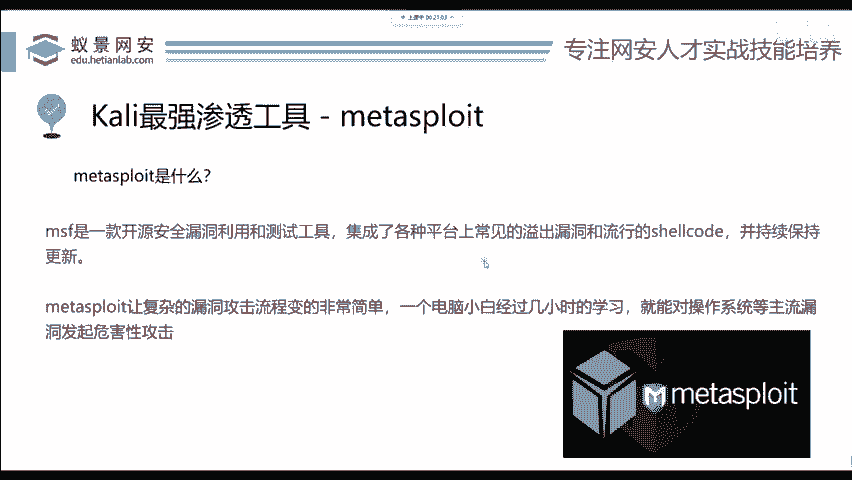 上课中 00:21:03
蚁景网安
edu.hetianlab.com
专注网安人才实战技能培养
Kali最强渗透工具 - metasploit
metasploit是什么?
msf是一款开源安全漏洞利用和测试工具，集成了各种平台上常见的溢出漏洞和流行的shellcode，并持续保持
更新。
metasploit让复杂的漏洞攻击流程变的非常简单，一个电脑小白经过几小时的学习，就能对操作系统等主流漏
洞发起危害性攻击
metasploit